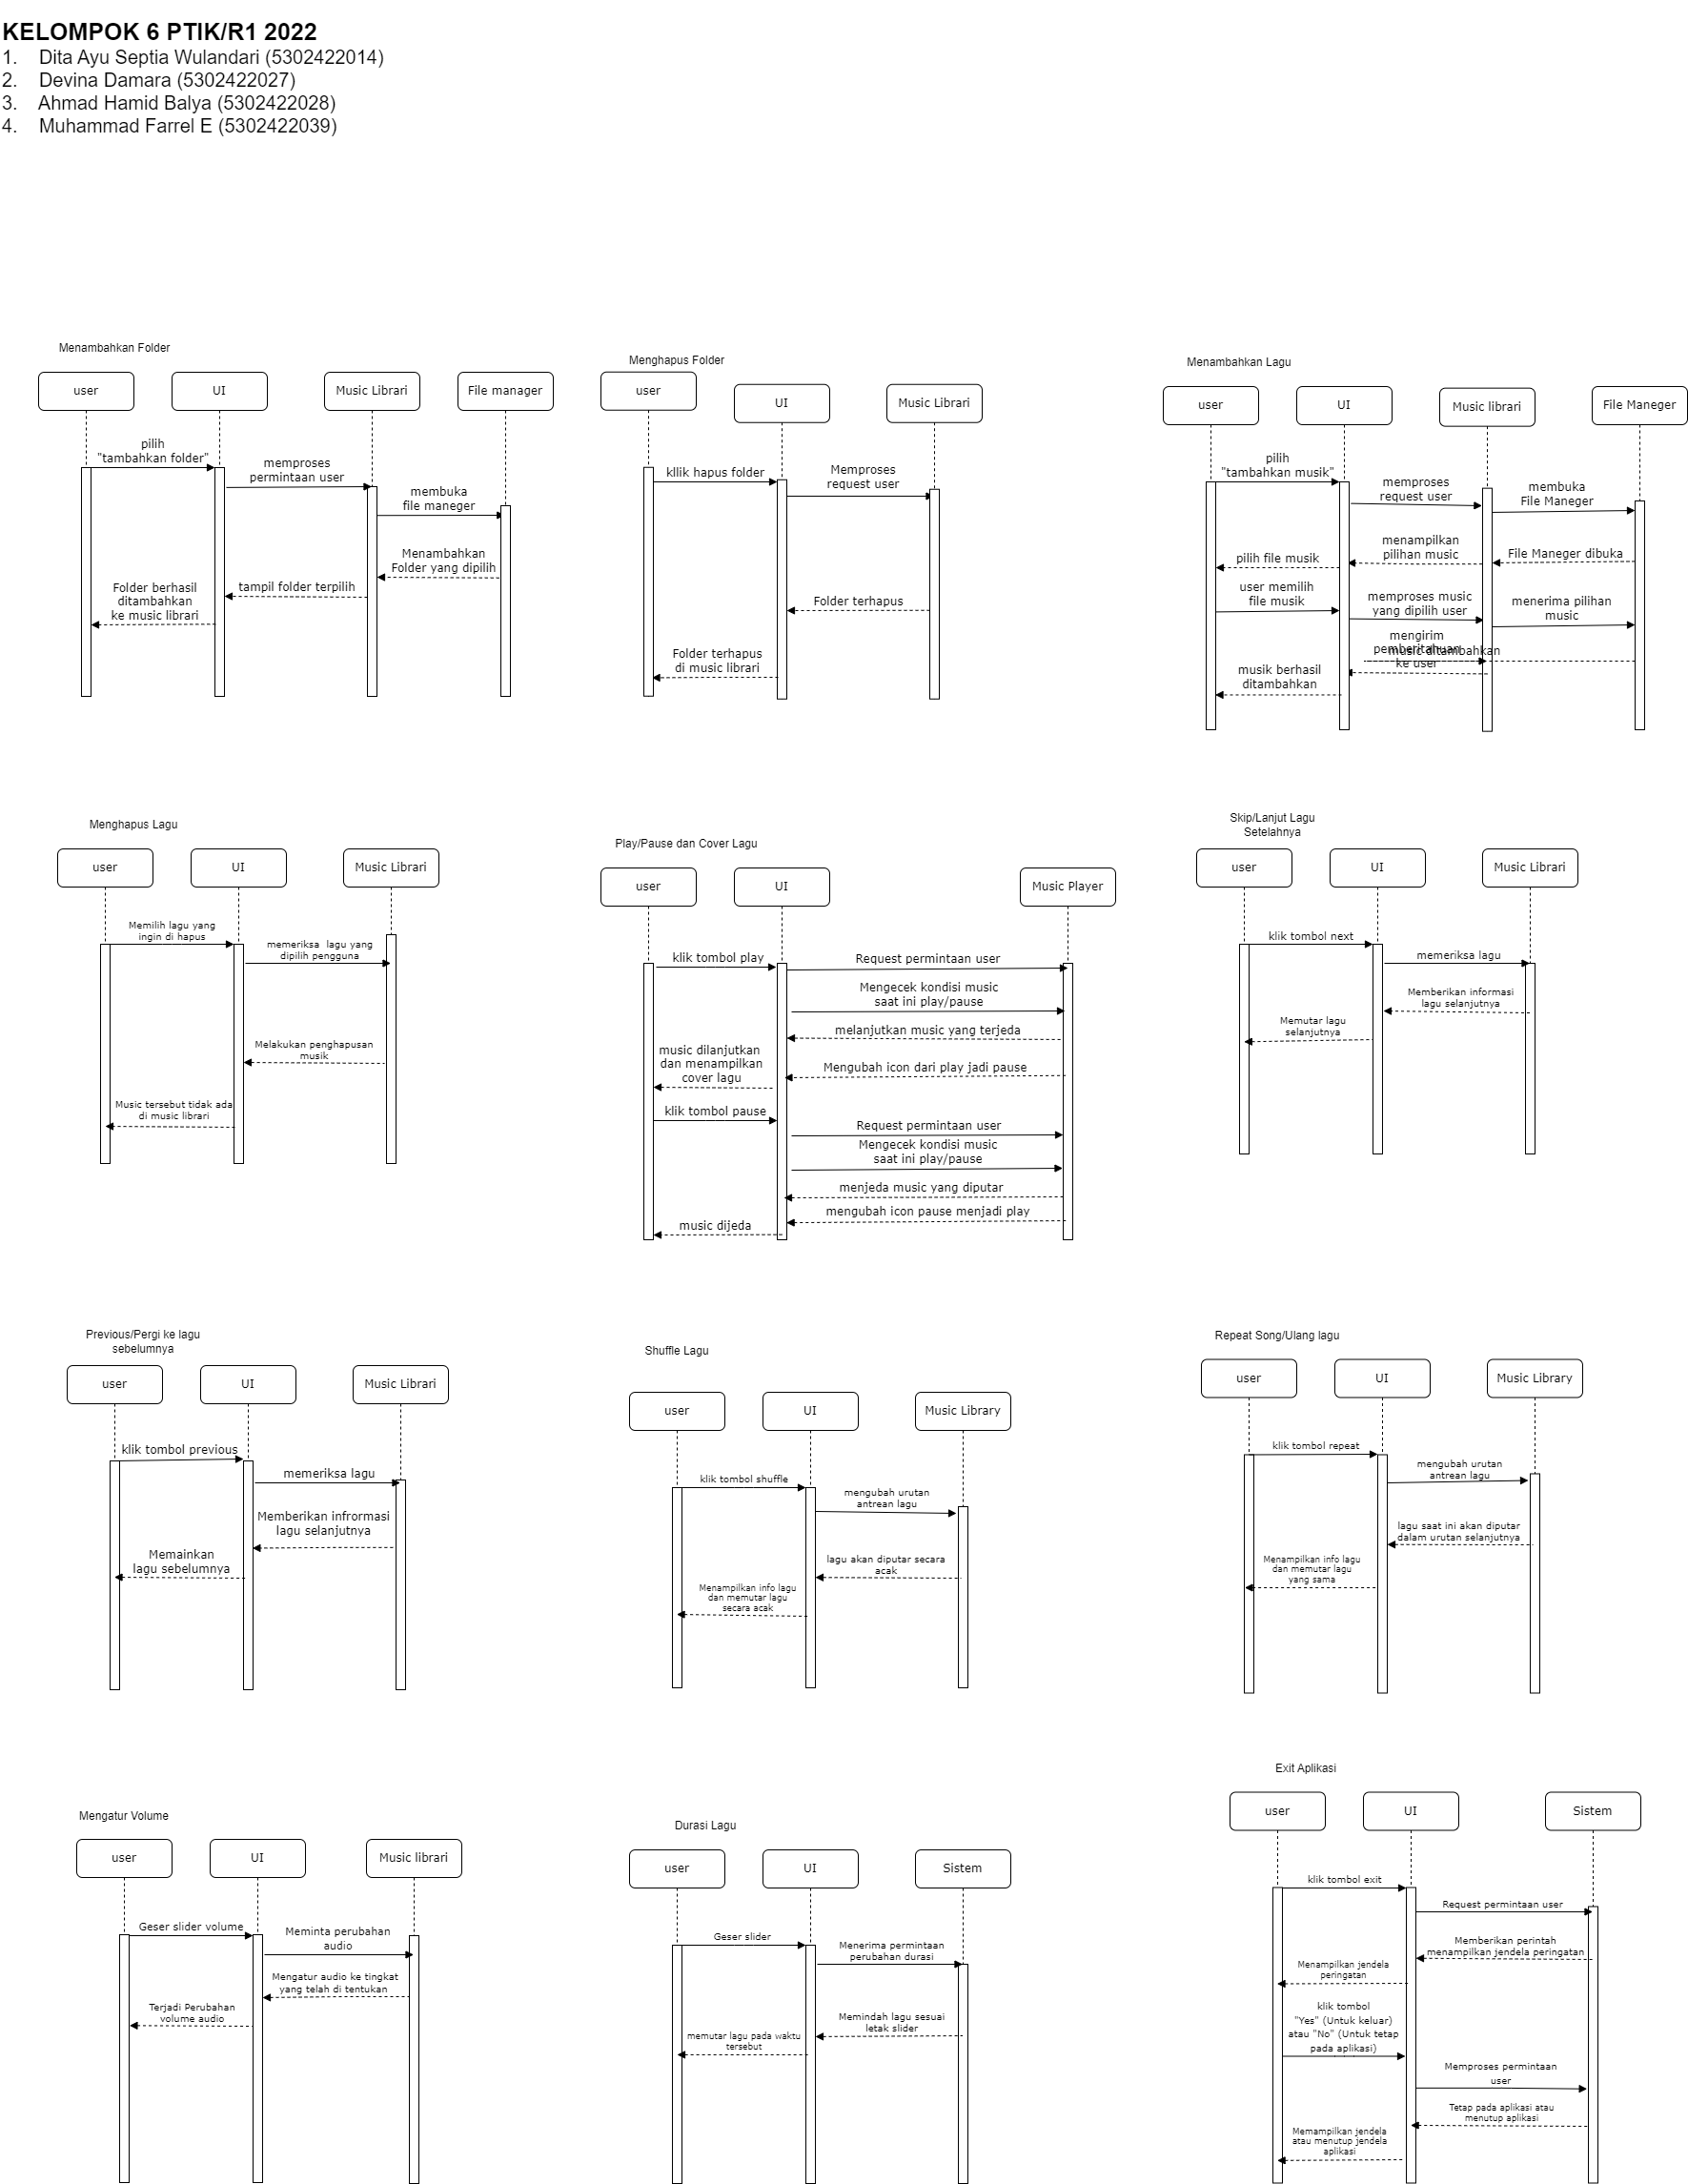 KELOMPOK 6 PTIK/R1 2022
1. Dita Ayu Septia Wulandari (5302422014)
2. Devina Damara (5302422027)
3. Ahmad Hamid Balya (5302422028)
4. Muhammad Farrel E (5302422039)
Menambahkan Folder
user
UI
Music Librari
File manager
pilih
"tambahkan folder"
memproses
permintaan user
membuka
file maneger
Menambahkan
Folder yang dipilih
tampil folder terpilih
Folder berhasil
ditambahkan
ke music librari
Menghapus Folder
user
UI
Music Librari
kllik hapus folder
Memproses
request user
Folder terhapus
Folder terhapus
di music librari
Menambahkan Lagu
user
UI
Music librari
File Maneger
pilih
"tambahkan musik"
memproses
request user
membuka
File Maneger
File Maneger dibuka
menampilkan
pilihan music
pilih file musik
user memilih
file musik
memproses music
yang dipilih user
menerima pilihan
music
music ditambahkan
mengirim
pemberitahuan
ke user
musik berhasil
ditambahkan
Menghapus Lagu
user
UI
Music Librari
Memilih lagu yang
ingin di hapus
memeriksa  lagu yang
dipilih pengguna
Melakukan penghapusan
musik
Music tersebut tidak ada
di music librari
Play/Pause dan Cover Lagu
user
UI
Music Player
klik tombol play
Request permintaan user
Mengecek kondisi music
saat ini play/pause
melanjutkan music yang terjeda
Mengubah icon dari play jadi pause
music dilanjutkan
dan menampilkan
cover lagu
klik tombol pause
Request permintaan user
Mengecek kondisi music
saat ini play/pause
menjeda music yang diputar
mengubah icon pause menjadi play
music dijeda
Skip/Lanjut Lagu
Setelahnya
user
UI
Music Librari
klik tombol next
memeriksa lagu
Memberikan informasi
lagu selanjutnya
Memutar lagu
selanjutnya
Previous/Pergi ke lagu
sebelumnya
user
UI
Music Librari
klik tombol previous
memeriksa lagu
Memberikan infrormasi
lagu selanjutnya
Memainkan
lagu sebelumnya
Shuffle Lagu
user
UI
Music Library
klik tombol shuffle
mengubah urutan
antrean lagu
lagu akan diputar secara
acak
Menampilkan info lagu
dan memutar lagu
secara acak
Repeat Song/Ulang lagu
user
UI
Music Library
klik tombol repeat
mengubah urutan
antrean lagu
lagu saat ini akan diputar
dalam urutan selanjutnya
Menampilkan info lagu
dan memutar lagu
yang sama
Mengatur Volume
user
UI
Music librari
Geser slider volume
Meminta perubahan
audio
Mengatur audio ke tingkat
yang telah di tentukan
Terjadi Perubahan
volume audio
Durasi Lagu
user
UI
Sistem
Geser slider
Menerima permintaan
perubahan durasi
Memindah lagu sesuai
letak slider
memutar lagu pada waktu
tersebut
Exit Aplikasi
user
UI
Sistem
klik tombol exit
Request permintaan user
Memberikan perintah
menampilkan jendela peringatan
Menampilkan jendela
peringatan
klik tombol
"Yes" (Untuk keluar)
atau "No" (Untuk tetap
pada aplikasi)
Memproses permintaan
user
Tetap pada aplikasi atau
menutup aplikasi
Memampilkan jendela
atau menutup jendela
aplikasi